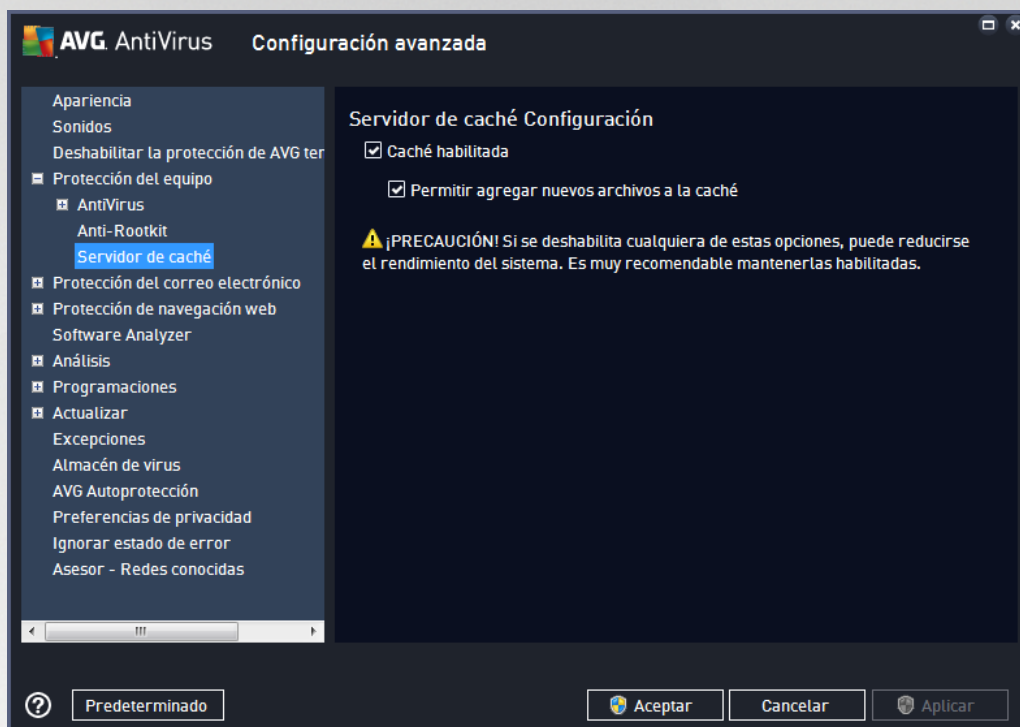 AVG. AntiVirus
Configuración avanzada
Apariencia
Sonidos
Deshabilitar la protección de AVG ter
Protección del equipo
AntiVirus
Anti-Rootkit
Servidor de caché
Protección del correo electrónico
Protección de navegación web
Software Analyzer
Análisis
Programaciones
Actualizar
Excepciones
Almacén de virus
AVG Autoprotección
Preferencias de privacidad
Ignorar estado de error
Asesor - Redes conocidas
Servidor de caché Configuración
Caché habilitada
Permitir agregar nuevos archivos a la caché
¡PRECAUCIÓN! Si se deshabilita cualquiera de estas opciones, puede reducirse
el rendimiento del sistema. Es muy recomendable mantenerlas habilitadas.
Predeterminado
Aceptar
Cancelar
Aplicar